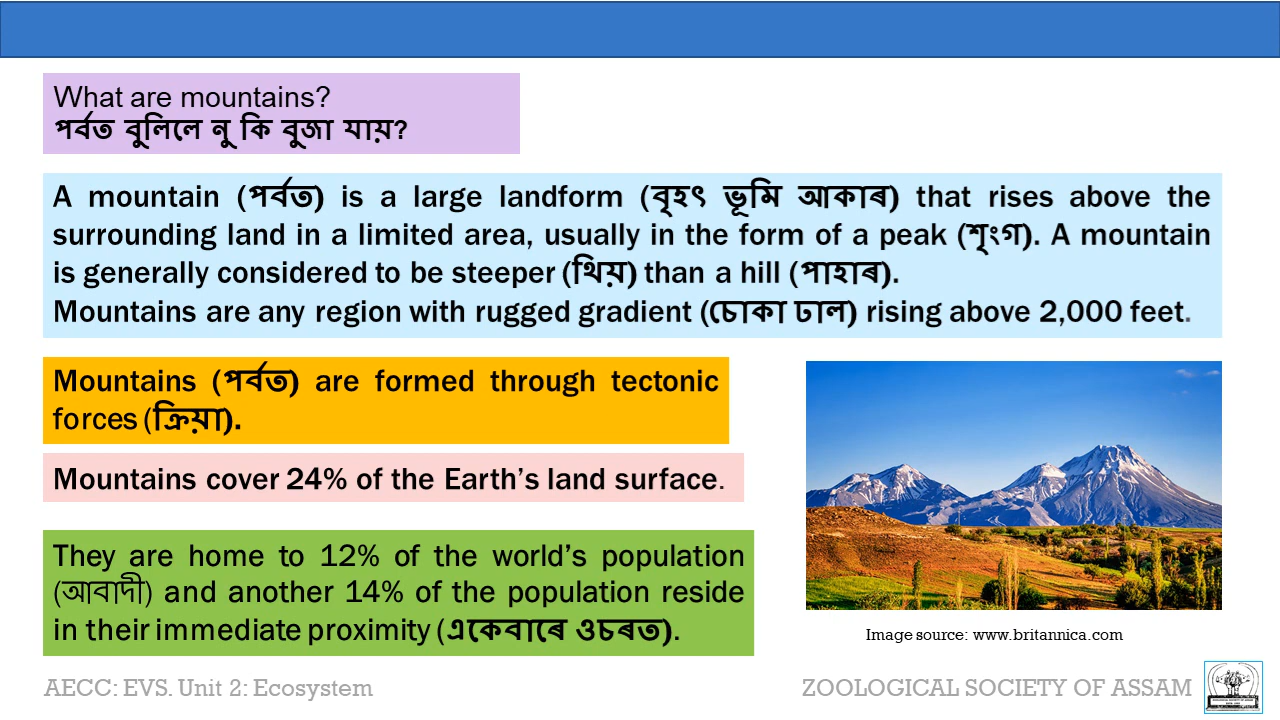 What are mountains?
পৰ্বত বুলিলে নু কি বুজা যায়?
A mountain (পৰ্বত) is a large landform (বৃহৎ ভূমি আকাৰ) that rises above the
surrounding land in a limited area, usually in the form of a peak (শৃংগ). A mountain
is generally considered to be steeper (থিয়) than a hill (পাহাৰ).
Mountains are any region with rugged gradient (চোকা ঢাল) rising above 2,000 feet.
Mountains (পৰ্বত) are formed through tectonic
forces (ক্ৰিয়া).
Mountains cover 24% of the Earth’s land surface.
They are home to 12% of the world’s population
(আবাদী) and another 14% of the population reside
in their immediate proximity (একেবাৰে ওচৰত).
Image source: www.britannica.com
AECC: EVS. Unit 2: Ecosystem
ZOOLOGICAL SOCIETY OF ASSAM